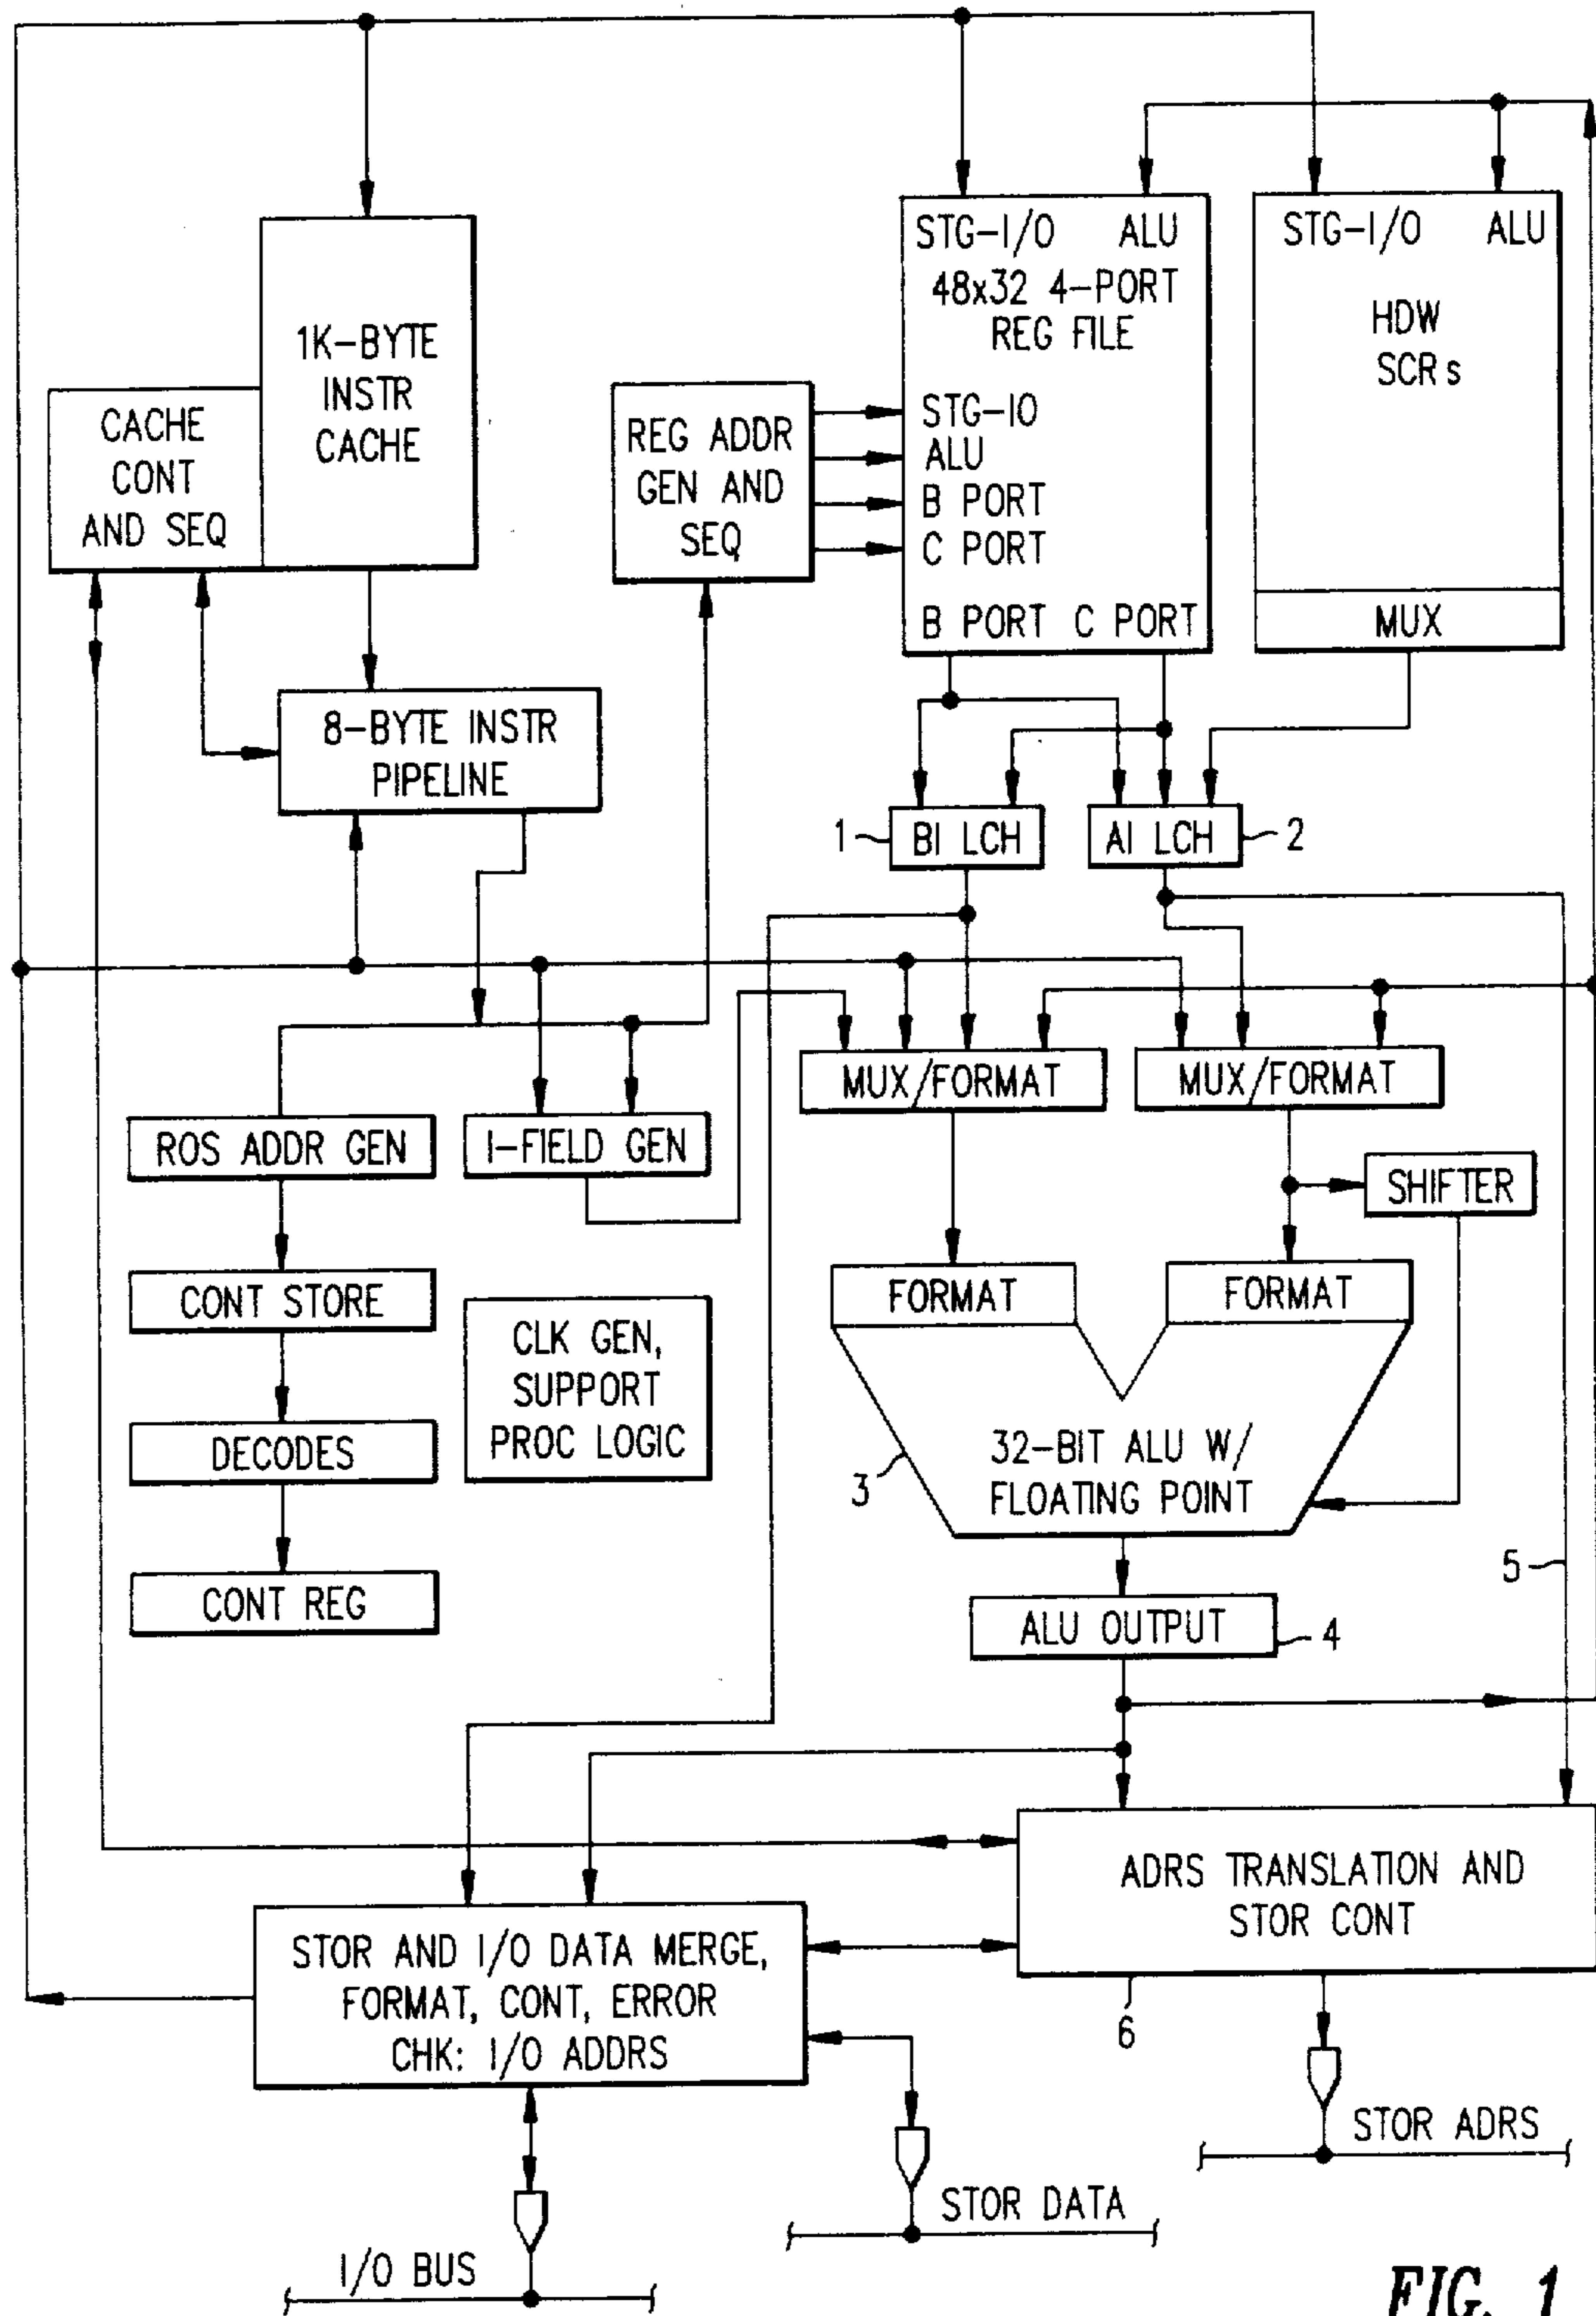 STG-I/O ALU
48x32 4-PORT
REG FILE
STG-IO
ALU
B PORT
C PORT
B PORT C PORT
STG-I/O ALU
HDW
SCRs
MUX
1K-BYTE
INSTR
CACHE
CACHE
CONT
AND SEQ
REG ADDR
GEN AND
SEQ
8-BYTE INSTR
PIPELINE
1
BI LCH
AI LCH
2
MUX/FORMAT
MUX/FORMAT
ROS ADDR GEN
I-FIELD GEN
SHIFTER
CONT STORE
CLK GEN,
SUPPORT
PROC LOGIC
FORMAT
FORMAT
DECODES
3
32-BIT ALU W/
FLOATING POINT
CONT REG
5
ALU OUTPUT
4
ADRS TRANSLATION AND
STOR CONT
6
STOR AND I/O DATA MERGE,
FORMAT, CONT, ERROR
CHK: I/O ADDRS
STOR ADRS
STOR DATA
I/O BUS
FIG. 1